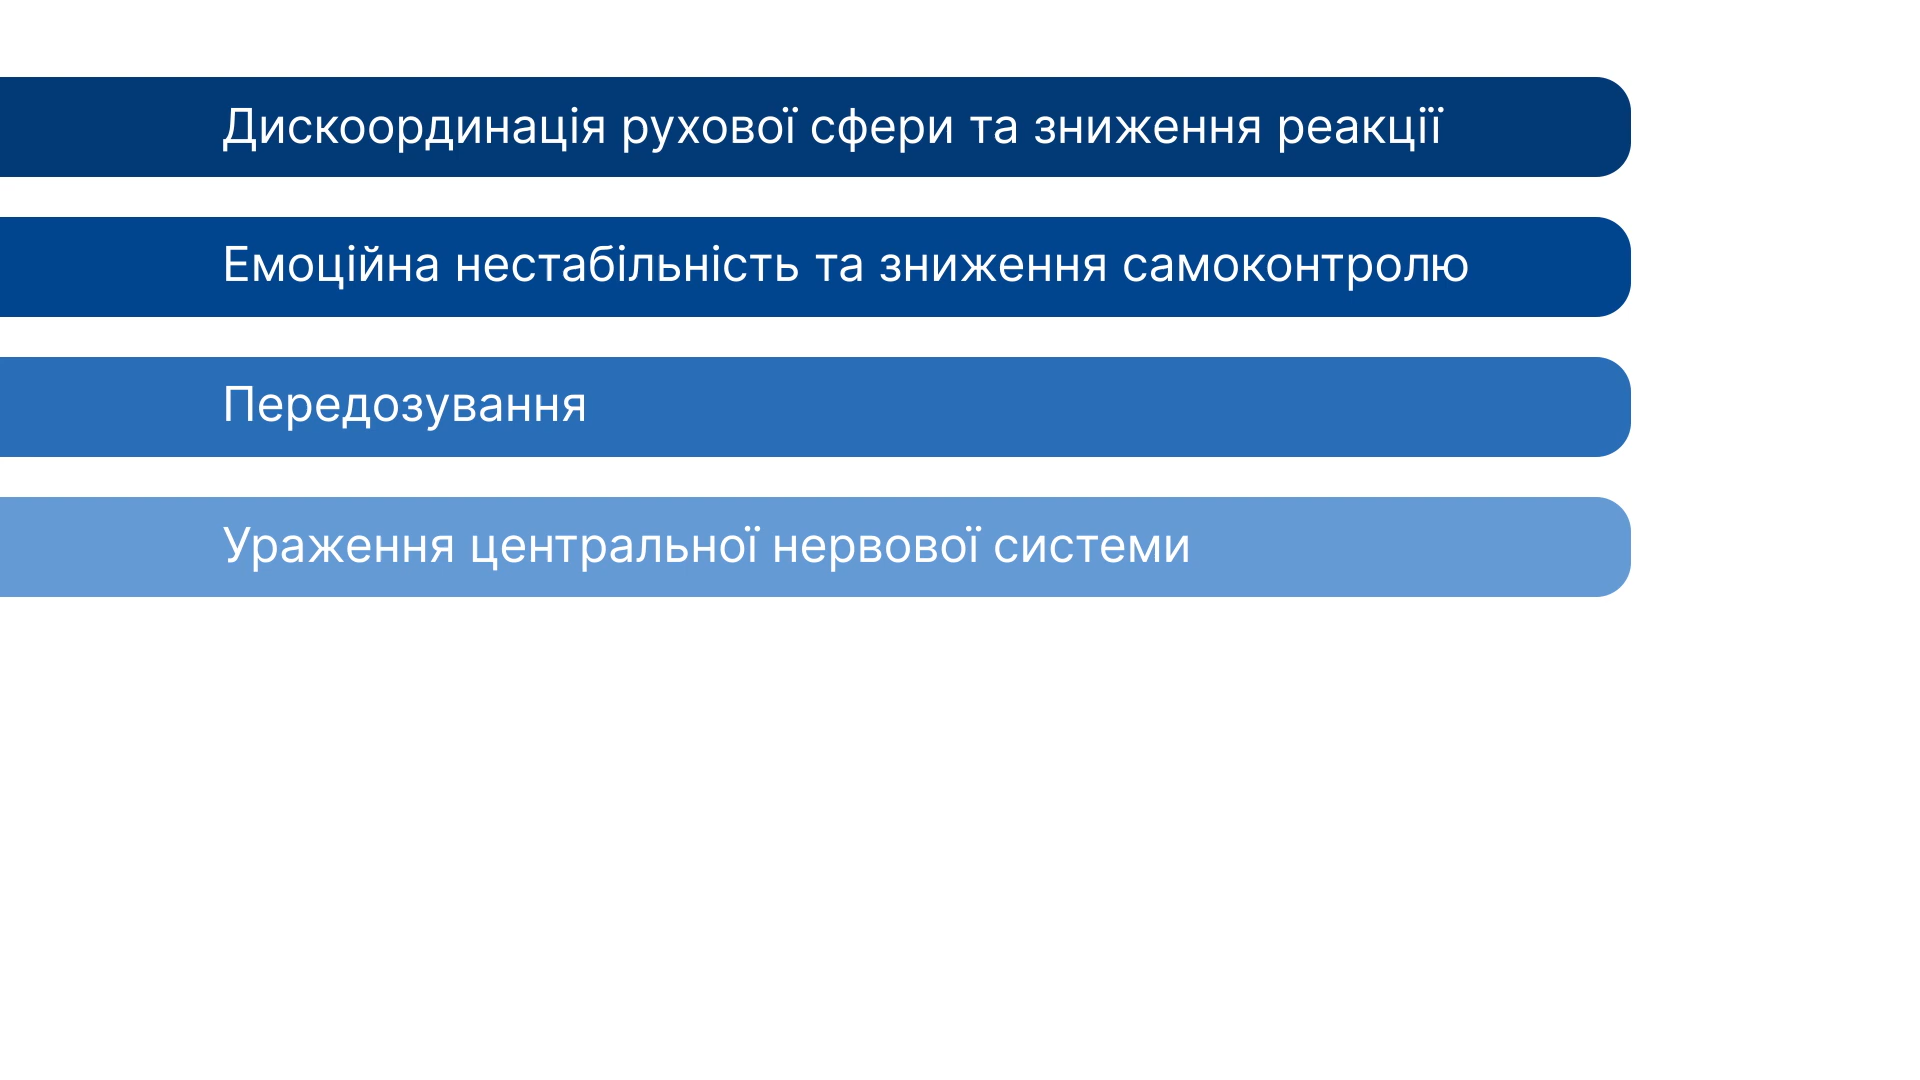 Дискоординація рухової сфери та зниження реакції
Емоційна нестабільність та зниження самоконтролю
Передозування
Ураження центральної нервової системи